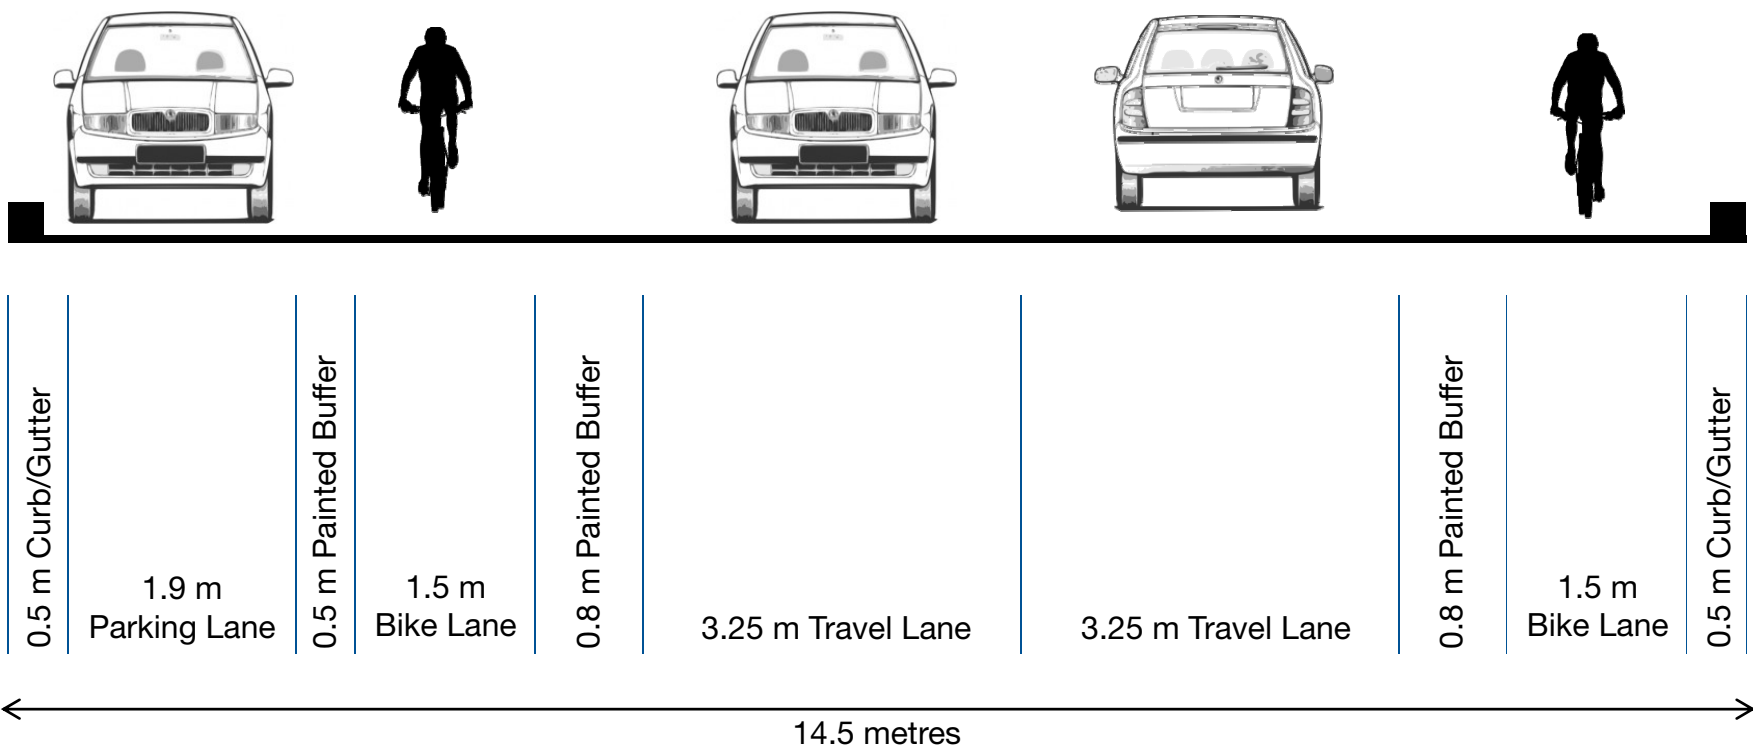 0.5 m Curb/Gutter
1.9 m
Parking Lane
0.5 m Painted Buffer
1.5 m
Bike Lane
0.8 m Painted Buffer
3.25 m Travel Lane
3.25 m Travel Lane
0.8 m Painted Buffer
1.5 m
Bike Lane
0.5 m Curb/Gutter
14.5 metres